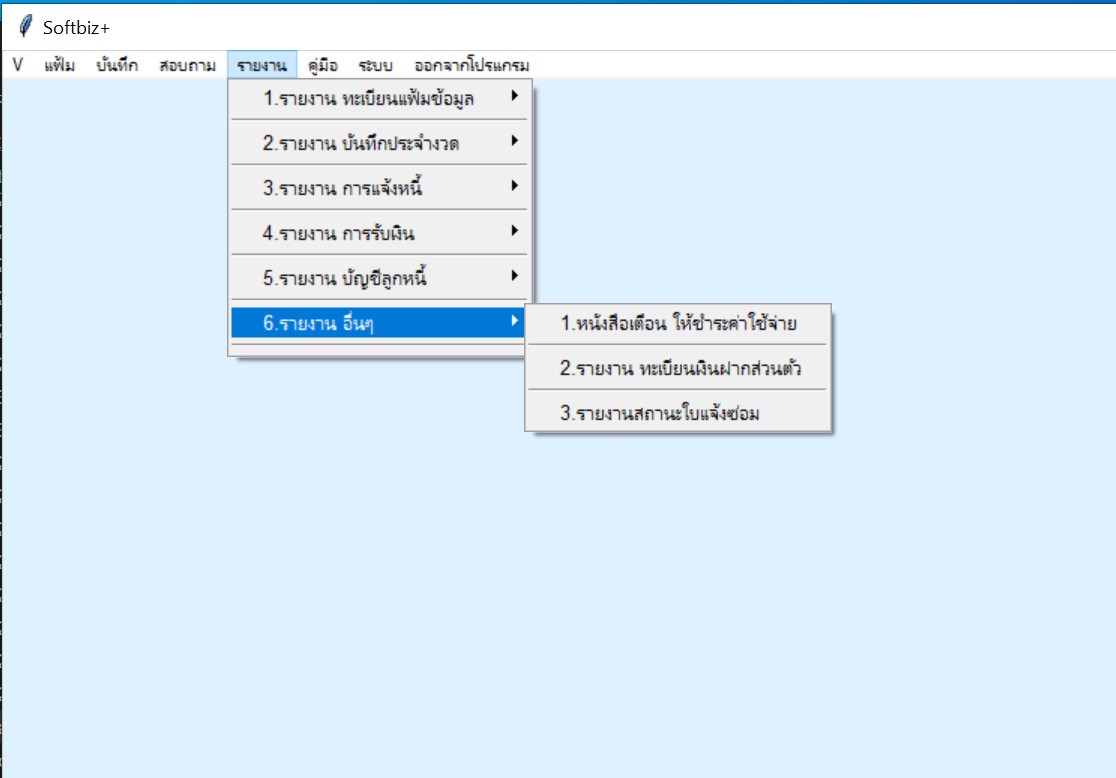 Softbiz+
V แฟ้ม บันทึก สอบถาม รายงาน คู่มือ ระบบ ออกจากโปรแกรม
1.รายงาน ทะเบียนแฟ้มข้อมูล
2.รายงาน บันทึกประจำงวด
3.รายงาน การแจ้งหนี้
4.รายงาน การรับเงิน
5.รายงาน บัญชีลูกหนี้
6.รายงาน อื่นๆ
1.หนังสือเตือน ให้ชำระค่าใช้จ่าย
2.รายงาน ทะเบียนเงินฝากส่วนตัว
3.รายงานสถานะใบแจ้งซ่อม